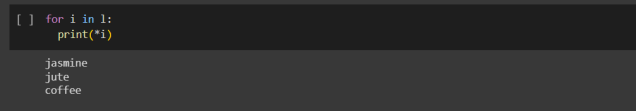 [ ] for i in l:
  print(*i)
jasmine
jute
coffee